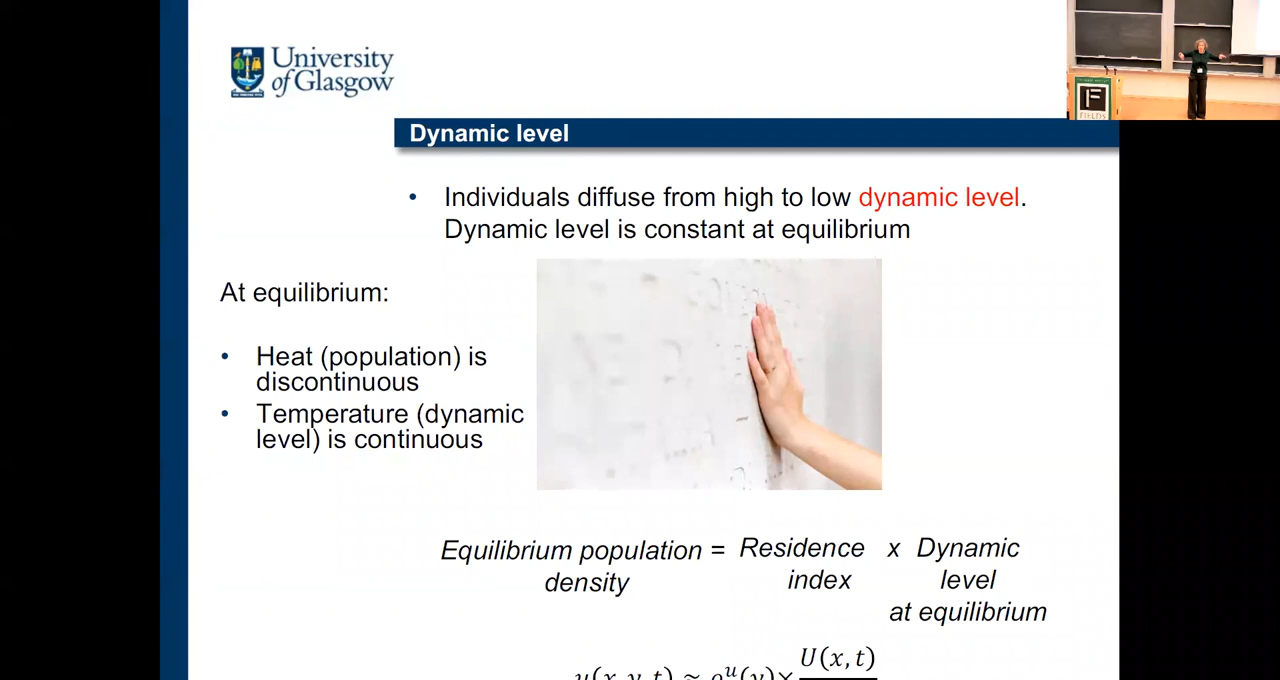 University
of Glasgow
F
FIELDS
Dynamic level
• Individuals diffuse from high to low dynamic level.
Dynamic level is constant at equilibrium
At equilibrium:
• Heat (population) is
discontinuous
• Temperature (dynamic
level) is continuous
Equilibrium population = Residence x Dynamic
density index level
at equilibrium
U(x, t)